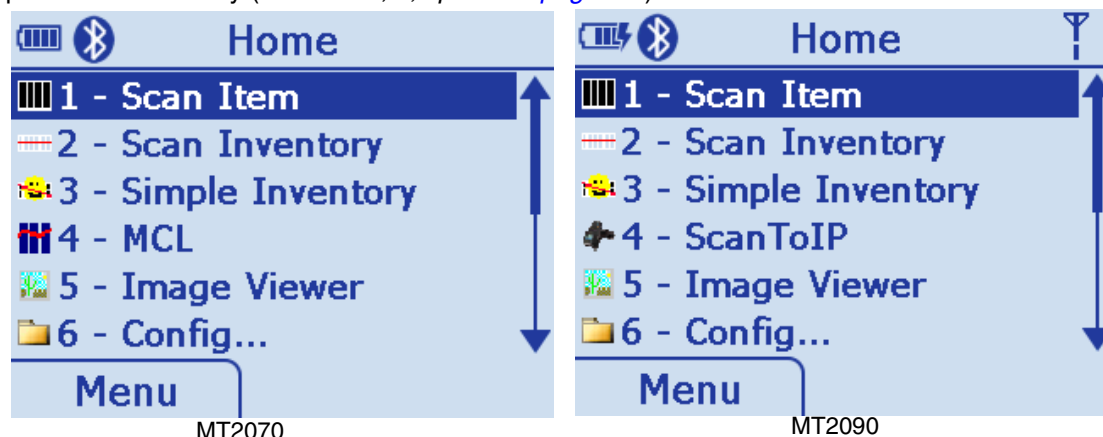 Home
1 - Scan Item
2 - Scan Inventory
3 - Simple Inventory
4 - MCL
5 - Image Viewer
6 - Config...
Menu
MT2070
Home
1 - Scan Item
2 - Scan Inventory
3 - Simple Inventory
4 - ScanToIP
5 - Image Viewer
6 - Config...
Menu
MT2090